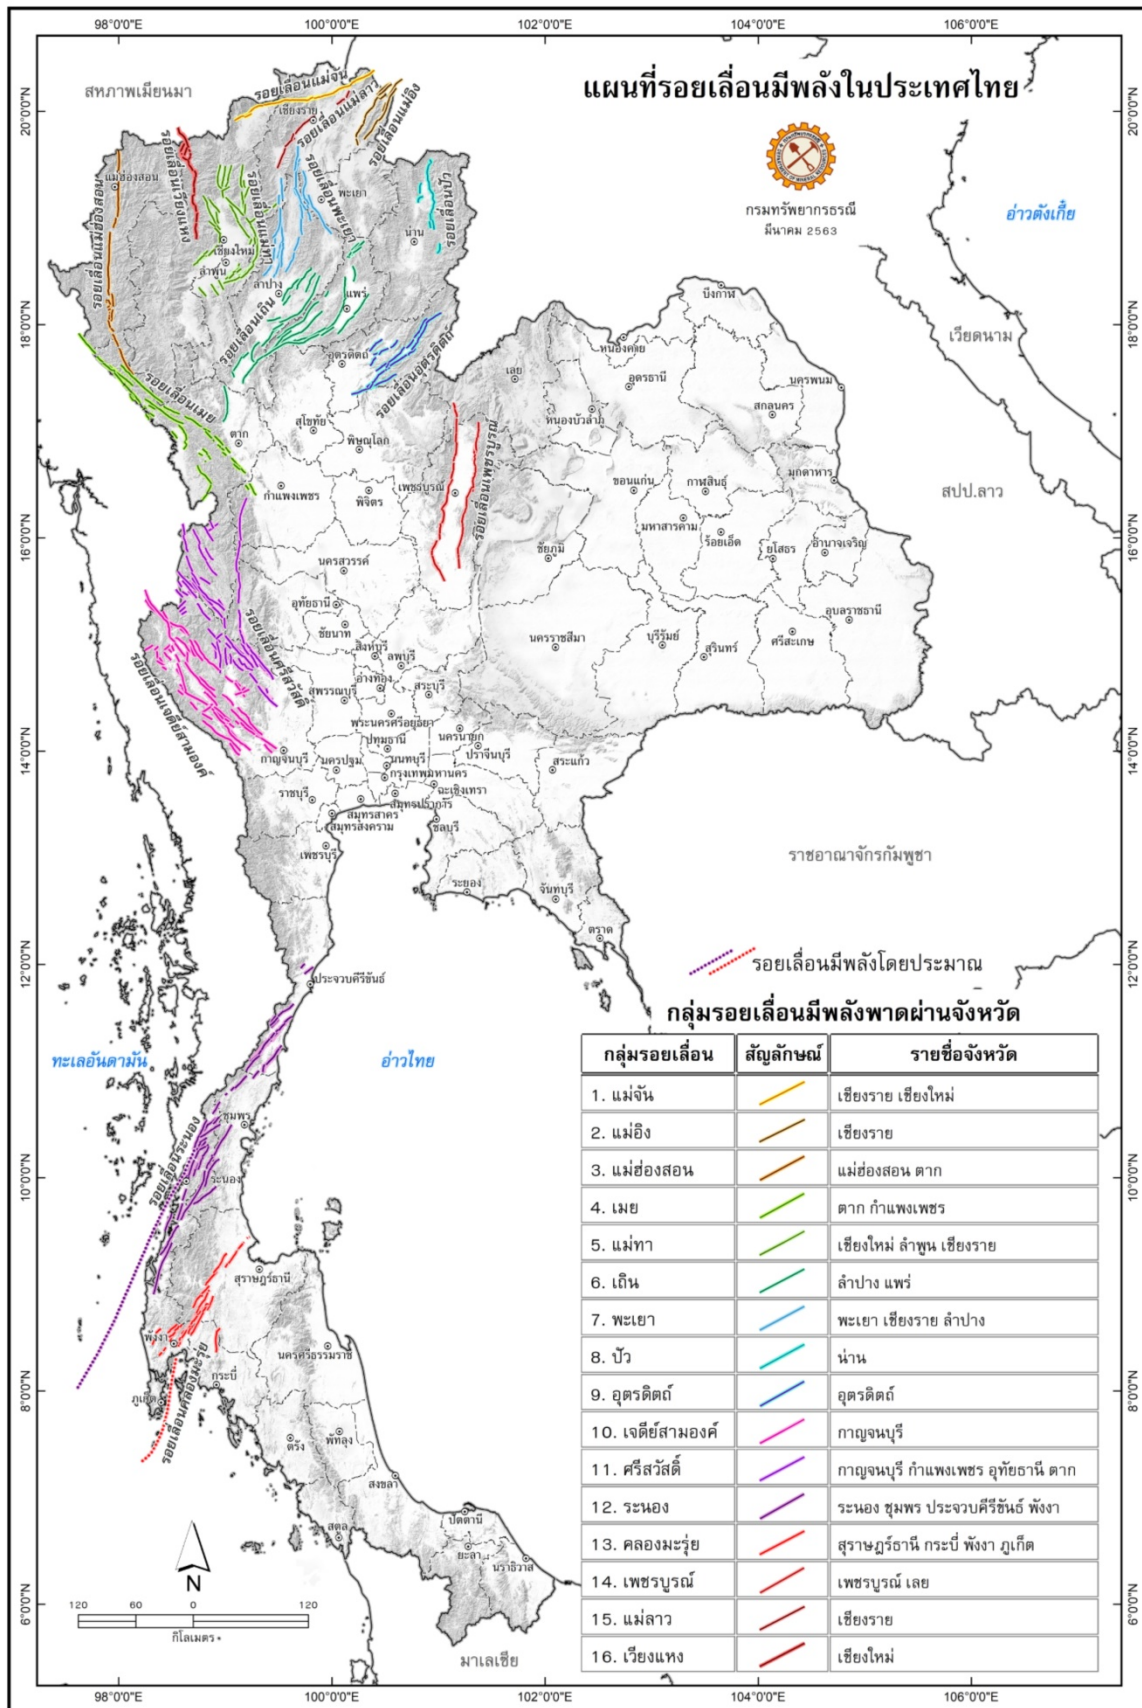 98°0'0"E 100°0'0"E 102°0'0"E 104°0'0"E 106°0'0"E
แผนที่รอยเลื่อนมีพลังในประเทศไทย
กรมทรัพยากรธรณี
มีนาคม 2563
สหภาพเมียนมา
อ่าวตังเกี๋ย
เวียดนาม
สปป.ลาว
ราชอาณาจักรกัมพูชา
ทะเลอันดามัน
อ่าวไทย
มาเลเซีย
รอยเลื่อนแม่จัน
รอยเลื่อนแม่ลาว
รอยเลื่อนแม่อิง
รอยเลื่อนเวียงแหง
รอยเลื่อนแม่ฮ่องสอน
รอยเลื่อนแม่ทา
รอยเลื่อนพะเยา
รอยเลื่อนปัว
รอยเลื่อนเถิน
รอยเลื่อนอุตรดิตถ์
รอยเลื่อนเมย
รอยเลื่อนเพชรบูรณ์
รอยเลื่อนศรีสวัสดิ์
รอยเลื่อนเจดีย์สามองค์
รอยเลื่อนระนอง
รอยเลื่อนคลองมะรุ่ย
เชียงราย
แม่ฮ่องสอน
พะเยา
น่าน
เชียงใหม่
ลำพูน
ลำปาง
แพร่
อุตรดิตถ์
บึงกาฬ
หนองคาย
เลย
อุดรธานี
นครพนม
สกลนคร
หนองบัวลำภู
สุโขทัย
ตาก
พิษณุโลก
มุกดาหาร
กำแพงเพชร
พิจิตร
เพชรบูรณ์
ขอนแก่น
กาฬสินธุ์
มหาสารคาม
ร้อยเอ็ด
ยโสธร
อำนาจเจริญ
ชัยภูมิ
นครสวรรค์
อุทัยธานี
ชัยนาท
อุบลราชธานี
นครราชสีมา
บุรีรัมย์
สุรินทร์
ศรีสะเกษ
สิงห์บุรี
ลพบุรี
อ่างทอง
สระบุรี
สุพรรณบุรี
พระนครศรีอยุธยา
นครนายก
ปทุมธานี
ปราจีนบุรี
กาญจนบุรี
นครปฐม
นนทบุรี
กรุงเทพมหานคร
สระแก้ว
ฉะเชิงเทรา
ราชบุรี
สมุทรปราการ
สมุทรสาคร
สมุทรสงคราม
ชลบุรี
เพชรบุรี
ระยอง
จันทบุรี
ตราด
ประจวบคีรีขันธ์
ชุมพร
ระนอง
สุราษฎร์ธานี
พังงา
นครศรีธรรมราช
กระบี่
ภูเก็ต
ตรัง
พัทลุง
สงขลา
สตูล
ปัตตานี
ยะลา
นราธิวาส
รอยเลื่อนมีพลังโดยประมาณ
กลุ่มรอยเลื่อนมีพลังพาดผ่านจังหวัด
กลุ่มรอยเลื่อน สัญลักษณ์ รายชื่อจังหวัด
1. แม่จัน เชียงราย เชียงใหม่
2. แม่อิง เชียงราย
3. แม่ฮ่องสอน แม่ฮ่องสอน ตาก
4. เมย ตาก กำแพงเพชร
5. แม่ทา เชียงใหม่ ลำพูน เชียงราย
6. เถิน ลำปาง แพร่
7. พะเยา พะเยา เชียงราย ลำปาง
8. ปัว น่าน
9. อุตรดิตถ์ อุตรดิตถ์
10. เจดีย์สามองค์ กาญจนบุรี
11. ศรีสวัสดิ์ กาญจนบุรี กำแพงเพชร อุทัยธานี ตาก
12. ระนอง ระนอง ชุมพร ประจวบคีรีขันธ์ พังงา
13. คลองมะรุ่ย สุราษฎร์ธานี กระบี่ พังงา ภูเก็ต
14. เพชรบูรณ์ เพชรบูรณ์ เลย
15. แม่ลาว เชียงราย
16. เวียงแหง เชียงใหม่
N
120 60 0 120
กิโลเมตร
20°0'0"N 20°0'0"N
18°0'0"N 18°0'0"N
16°0'0"N 16°0'0"N
14°0'0"N 14°0'0"N
12°0'0"N 12°0'0"N
10°0'0"N 10°0'0"N
8°0'0"N 8°0'0"N
6°0'0"N 6°0'0"N
98°0'0"E 100°0'0"E 102°0'0"E 104°0'0"E 106°0'0"E